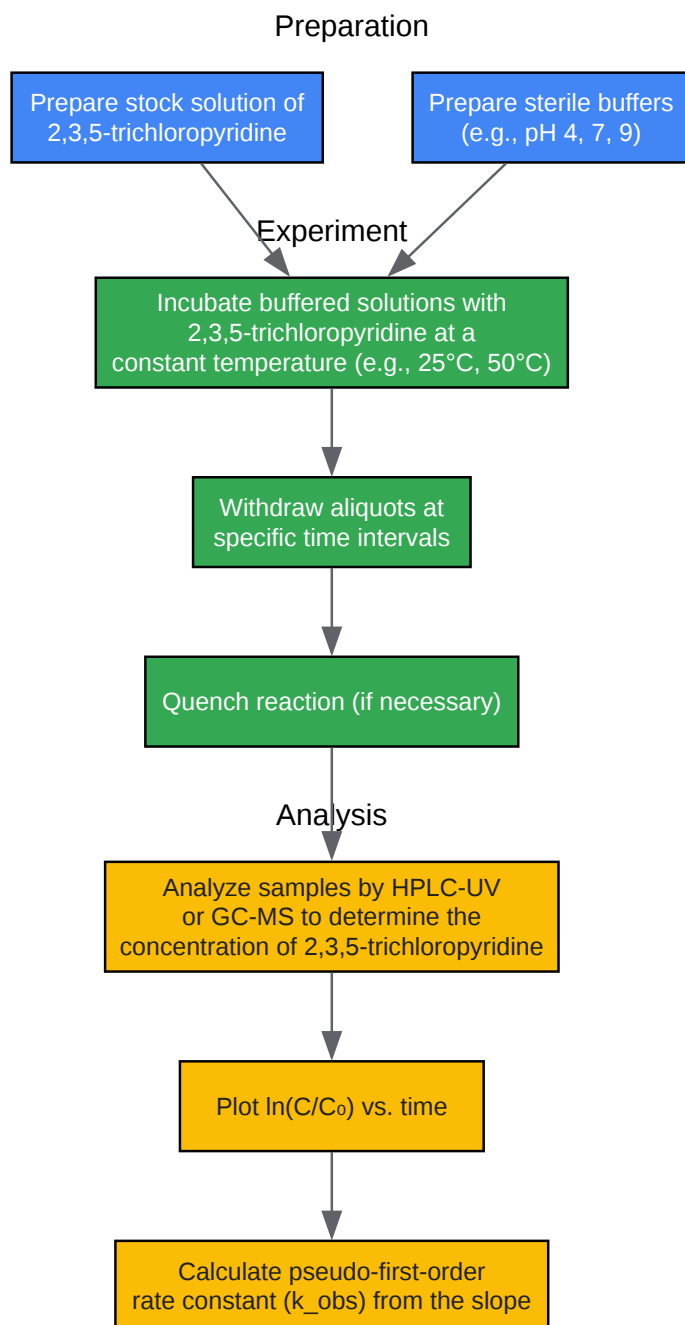 Preparation
Prepare stock solution of
2,3,5-trichloropyridine
Prepare sterile buffers
(e.g., pH 4, 7, 9)
Experiment
Incubate buffered solutions with
2,3,5-trichloropyridine at a
constant temperature (e.g., 25°C, 50°C)
Withdraw aliquots at
specific time intervals
Quench reaction (if necessary)
Analysis
Analyze samples by HPLC-UV
or GC-MS to determine the
concentration of 2,3,5-trichloropyridine
Plot ln(C/C₀) vs. time
Calculate pseudo-first-order
rate constant (k_obs) from the slope